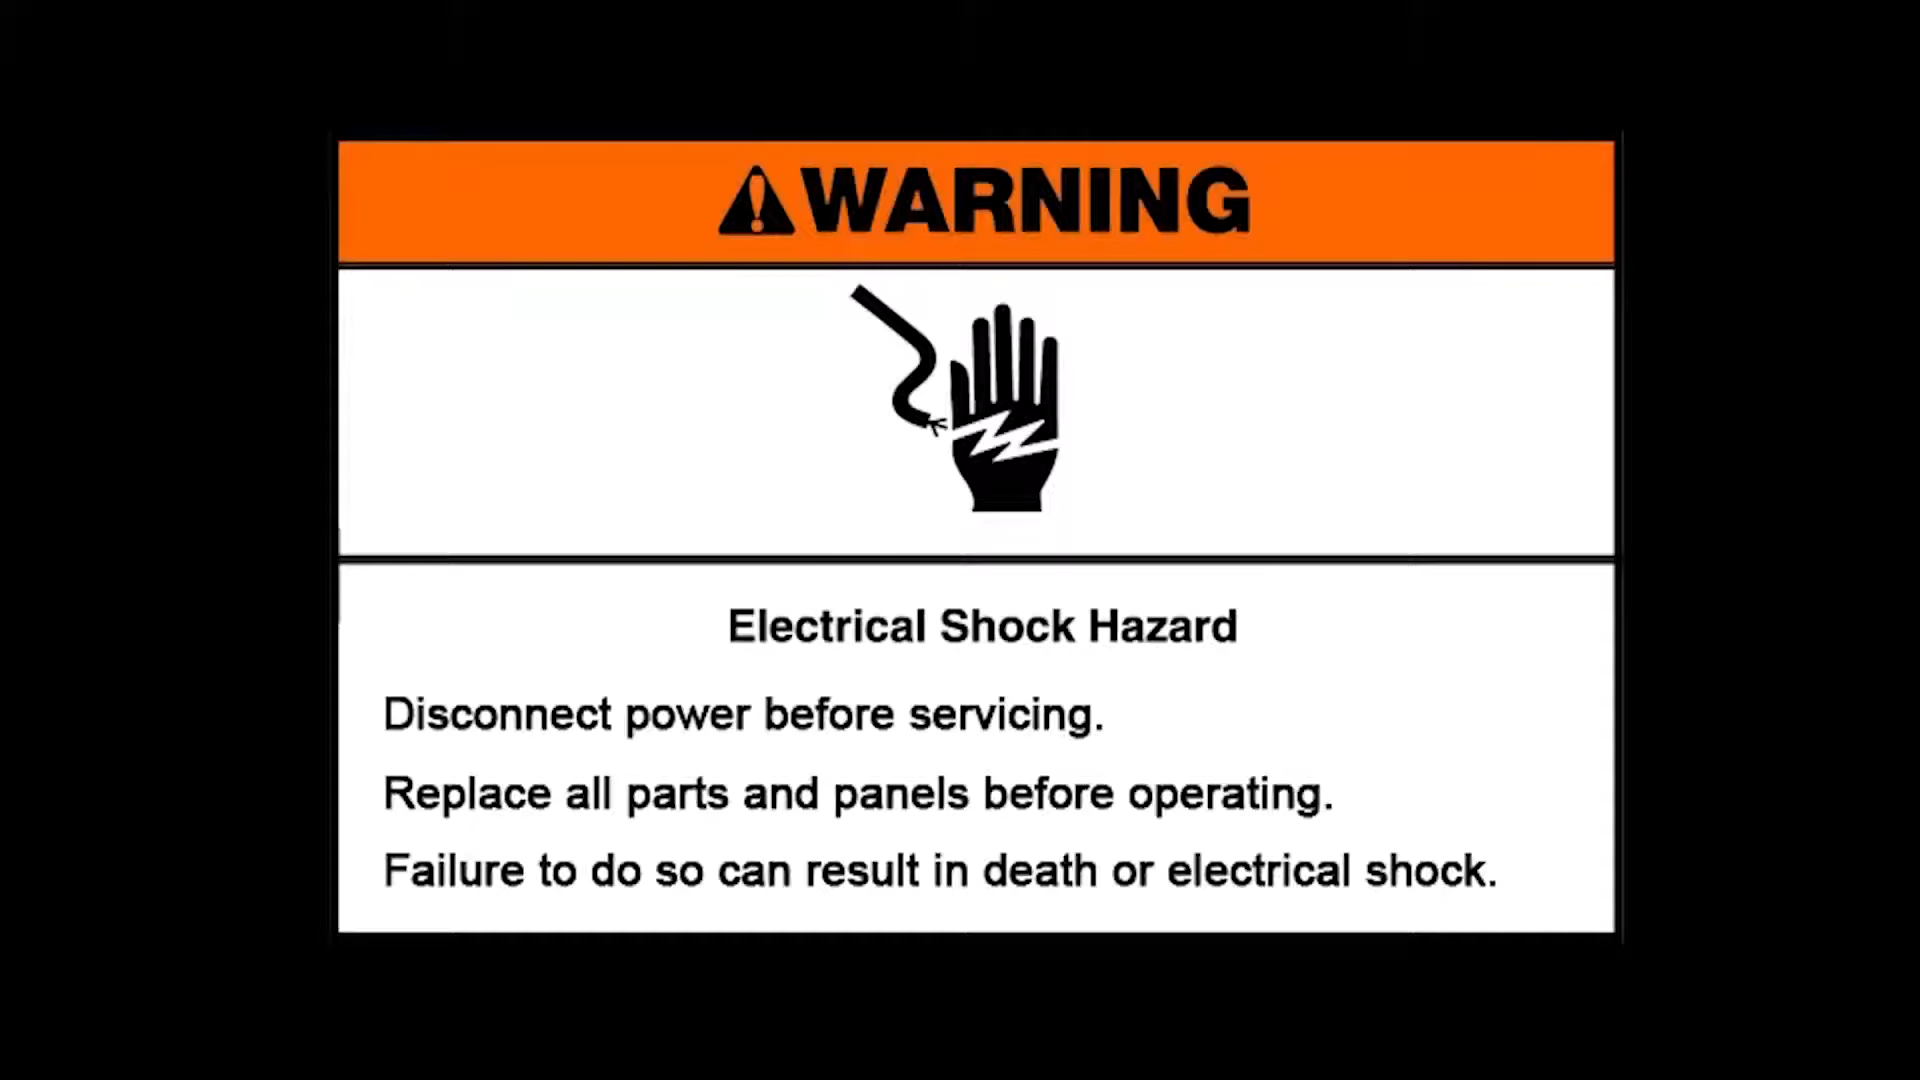 WARNING
Electrical Shock Hazard
Disconnect power before servicing.
Replace all parts and panels before operating.
Failure to do so can result in death or electrical shock.